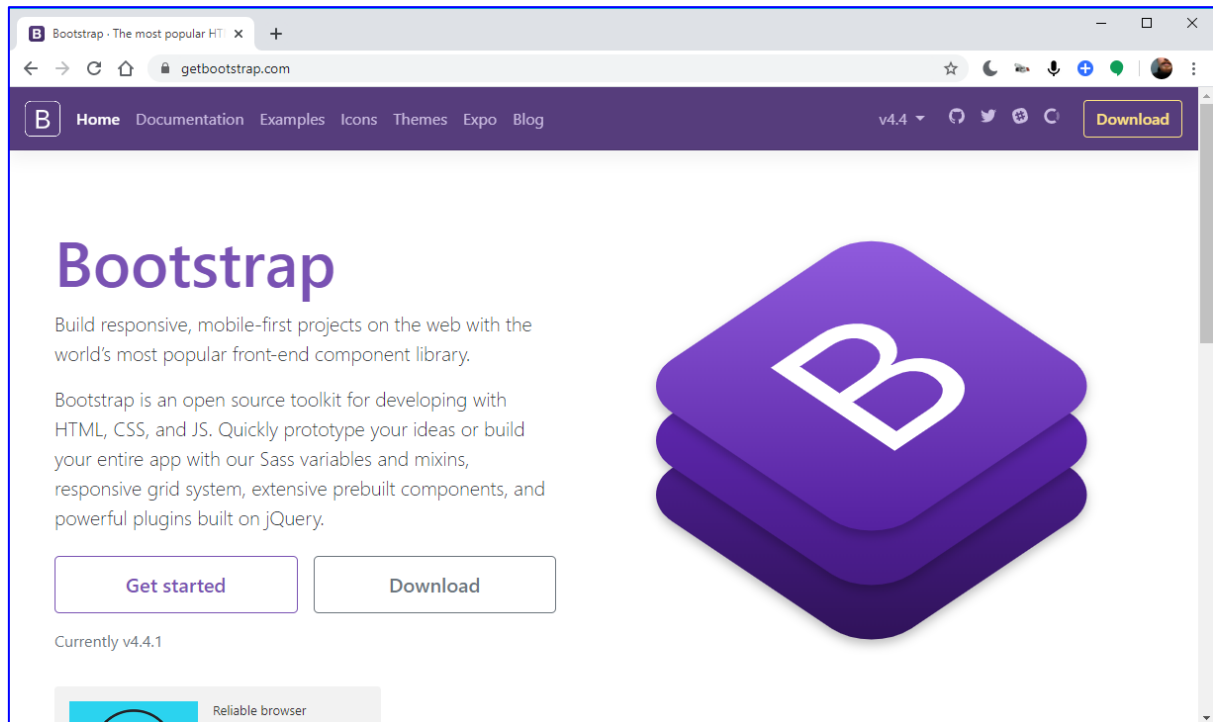 B Bootstrap · The most popular HT
getbootstrap.com
B Home Documentation Examples Icons Themes Expo Blog v4.4 Download
Bootstrap
Build responsive, mobile-first projects on the web with the
world's most popular front-end component library.
Bootstrap is an open source toolkit for developing with
HTML, CSS, and JS. Quickly prototype your ideas or build
your entire app with our Sass variables and mixins,
responsive grid system, extensive prebuilt components, and
powerful plugins built on jQuery.
B
Get started Download
Currently v4.4.1
Reliable browser